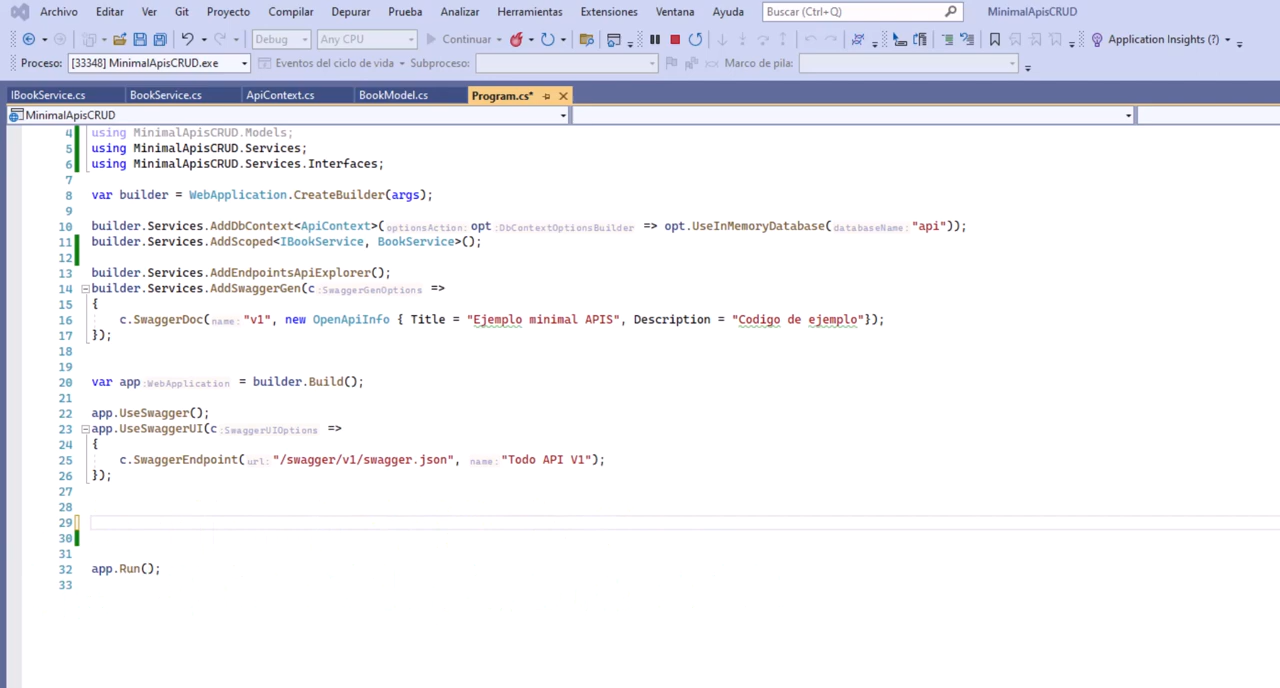 Archivo Editar Ver Git Proyecto Compilar Depurar Prueba Analizar Herramientas Extensiones Ventana Ayuda Buscar (Ctrl+Q) MinimalApisCRUD
Debug Any CPU Continuar Application Insights (?)
Proceso: [33348] MinimalApisCRUD.exe Eventos del ciclo de vida Subproceso: Marco de pila:
IBookService.cs BookService.cs ApiContext.cs BookModel.cs Program.cs*
MinimalApisCRUD
4 using MinimalApisCRUD.Models;
5 using MinimalApisCRUD.Services;
6 using MinimalApisCRUD.Services.Interfaces;
7
8 var builder = WebApplication.CreateBuilder(args);
9
10 builder.Services.AddDbContext<ApiContext>(optionsAction: opt :DbContextOptionsBuilder => opt.UseInMemoryDatabase(databaseName: "api"));
11 builder.Services.AddScoped<IBookService, BookService>();
12
13 builder.Services.AddEndpointsApiExplorer();
14 builder.Services.AddSwaggerGen(c :SwaggerGenOptions =>
15 {
16 c.SwaggerDoc(name: "v1", new OpenApiInfo { Title = "Ejemplo minimal APIS", Description = "Codigo de ejemplo"});
17 });
18
19
20 var app :WebApplication = builder.Build();
21
22 app.UseSwagger();
23 app.UseSwaggerUI(c :SwaggerUIOptions =>
24 {
25 c.SwaggerEndpoint(url: "/swagger/v1/swagger.json", name: "Todo API V1");
26 });
27
28
29
30
31
32 app.Run();
33